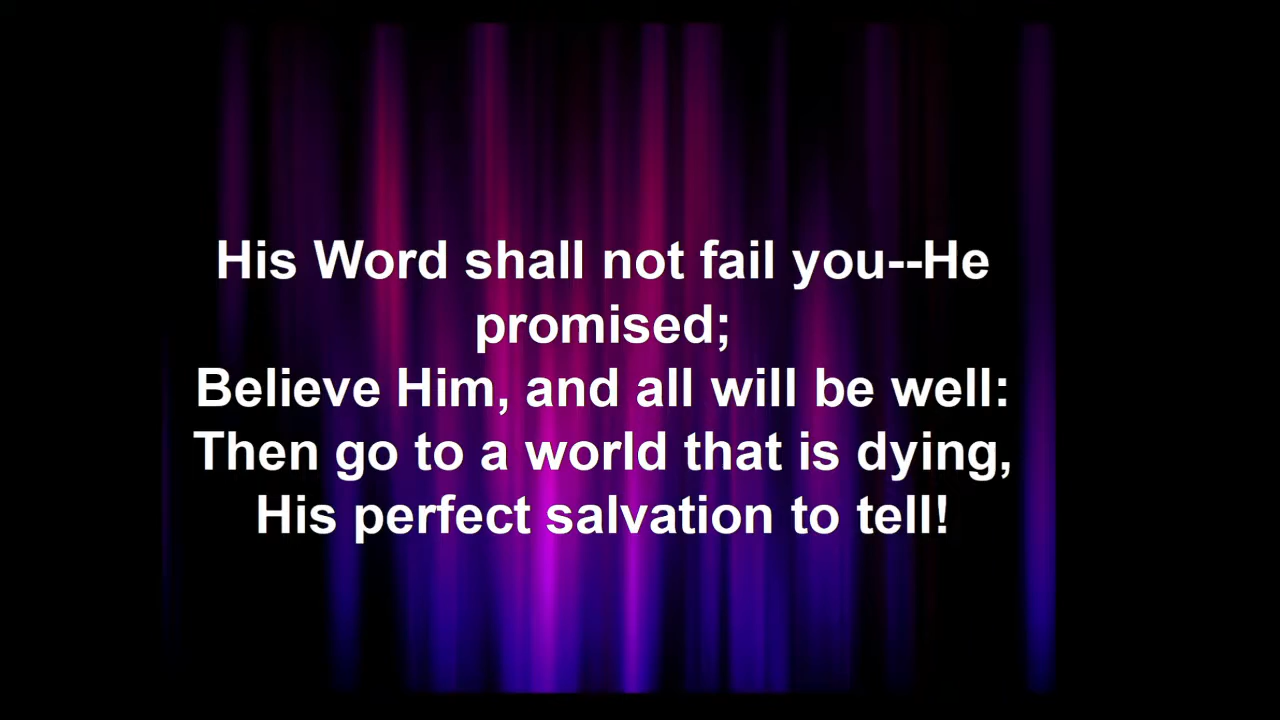 His Word shall not fail you--He
promised;
Believe Him, and all will be well:
Then go to a world that is dying,
His perfect salvation to tell!